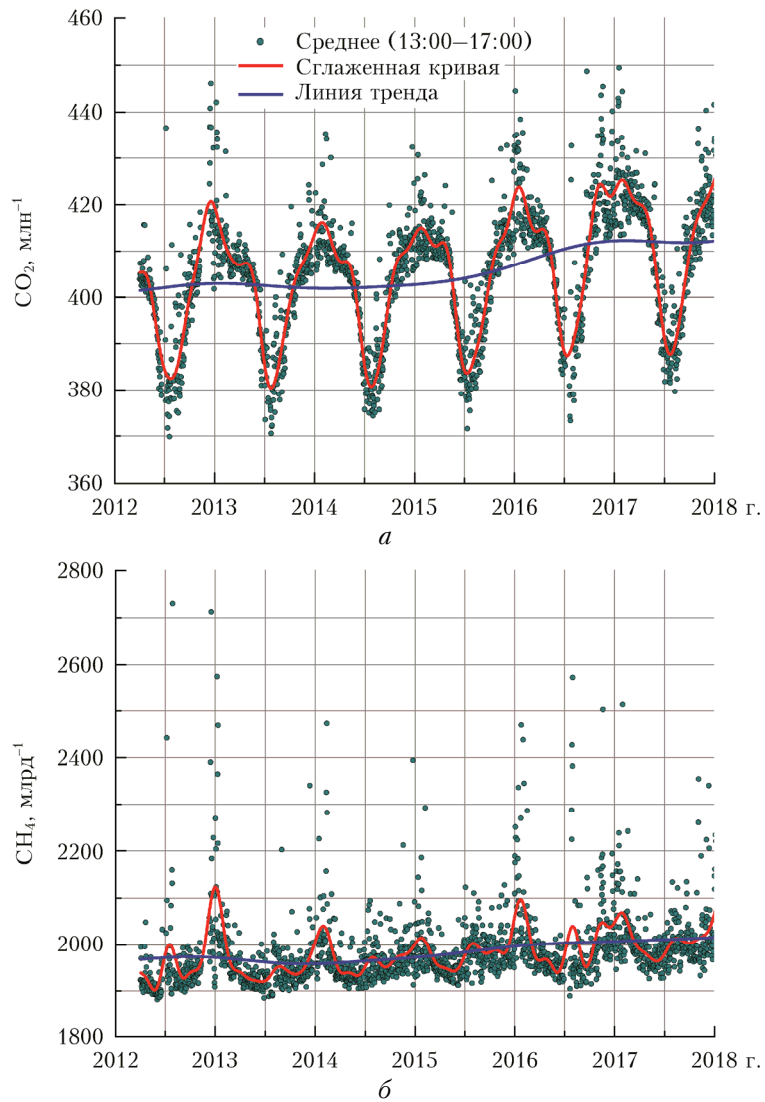 460
Среднее (13:00–17:00)
Сглаженная кривая
Линия тренда
440
420
CO₂, млн⁻¹
400
380
360
2012 2013 2014 2015 2016 2017 2018 г.
а
2800
2600
2400
CH₄, млрд⁻¹
2200
2000
1800
2012 2013 2014 2015 2016 2017 2018 г.
б